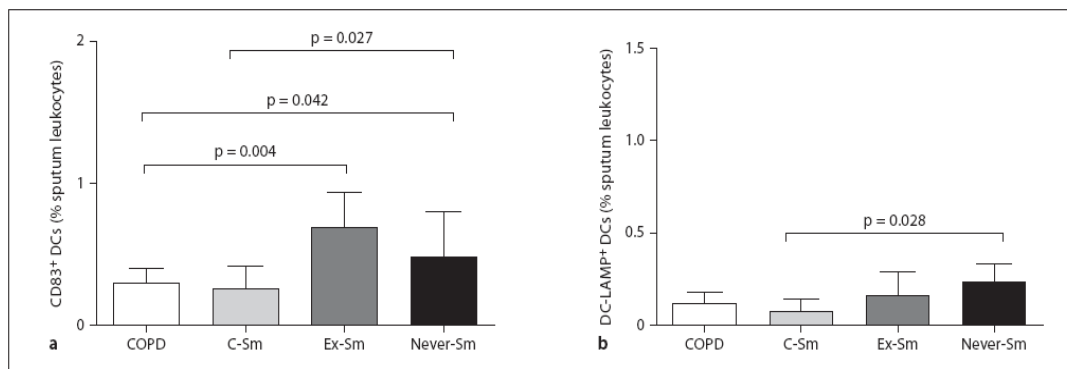 CD83+ DCs (% sputum leukocytes)
2
1
0
p = 0.027
p = 0.042
p = 0.004
COPD
C-Sm
Ex-Sm
Never-Sm
a
DC-LAMP+ DCs (% sputum leukocytes)
1.5
1.0
0.5
0
p = 0.028
COPD
C-Sm
Ex-Sm
Never-Sm
b